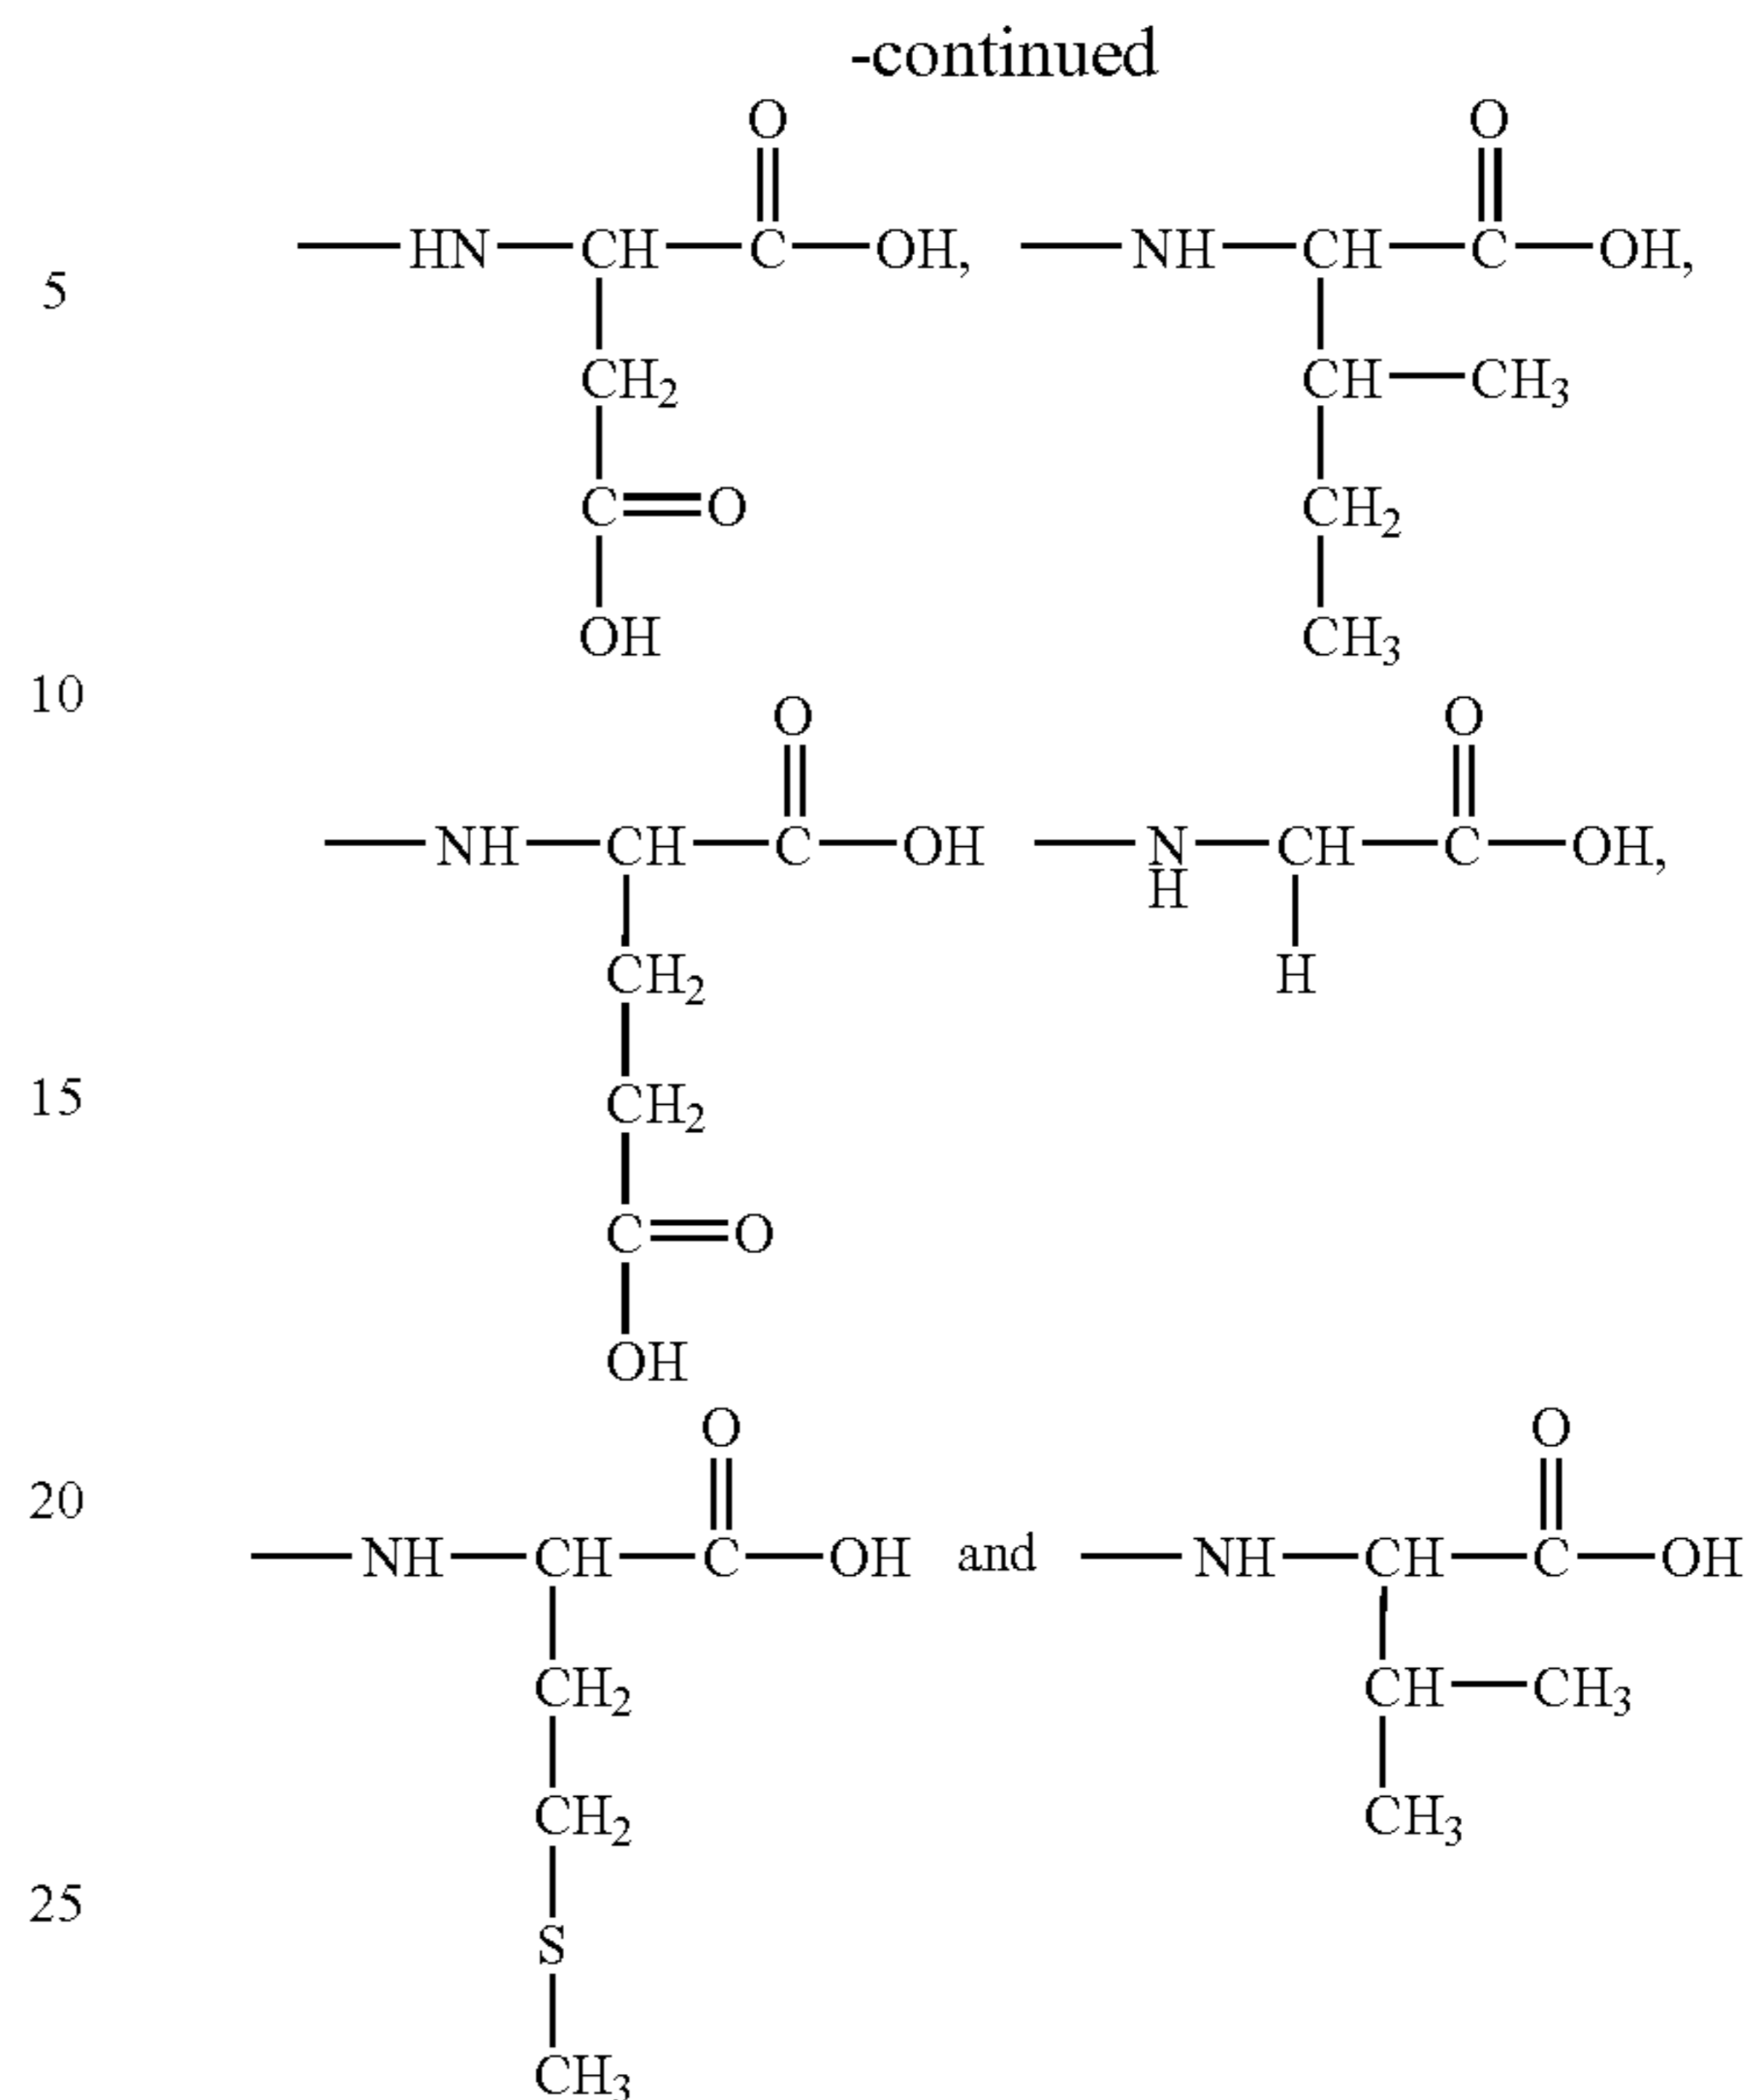 -continued
O O
HN CH C OH, NH CH C OH,
5
CH2 CH CH3
C O CH2
OH CH3
10
O O
NH CH C OH N CH C OH,
H
CH2 H
15
CH2
C O
OH
O O
20
NH CH C OH and NH CH C OH
CH2 CH CH3
CH2 CH3
25
S
CH3